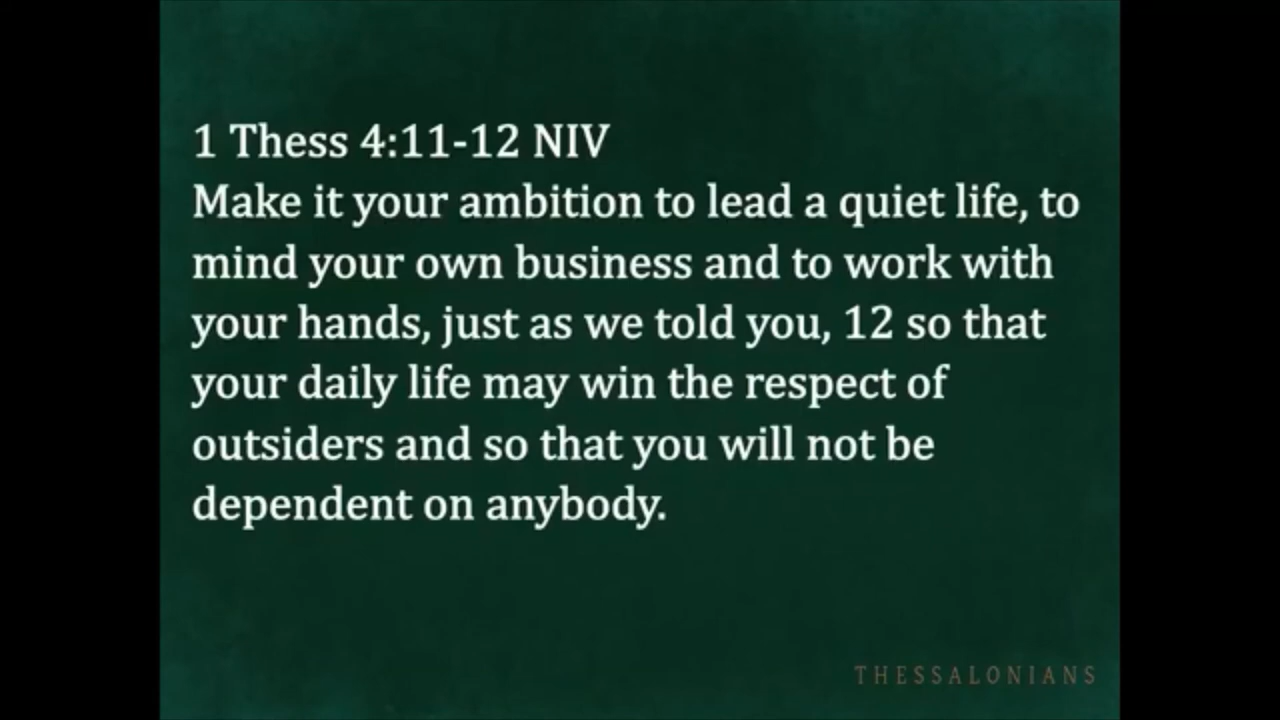 1 Thess 4:11-12 NIV
Make it your ambition to lead a quiet life, to
mind your own business and to work with
your hands, just as we told you, 12 so that
your daily life may win the respect of
outsiders and so that you will not be
dependent on anybody.
THESSALONIANS